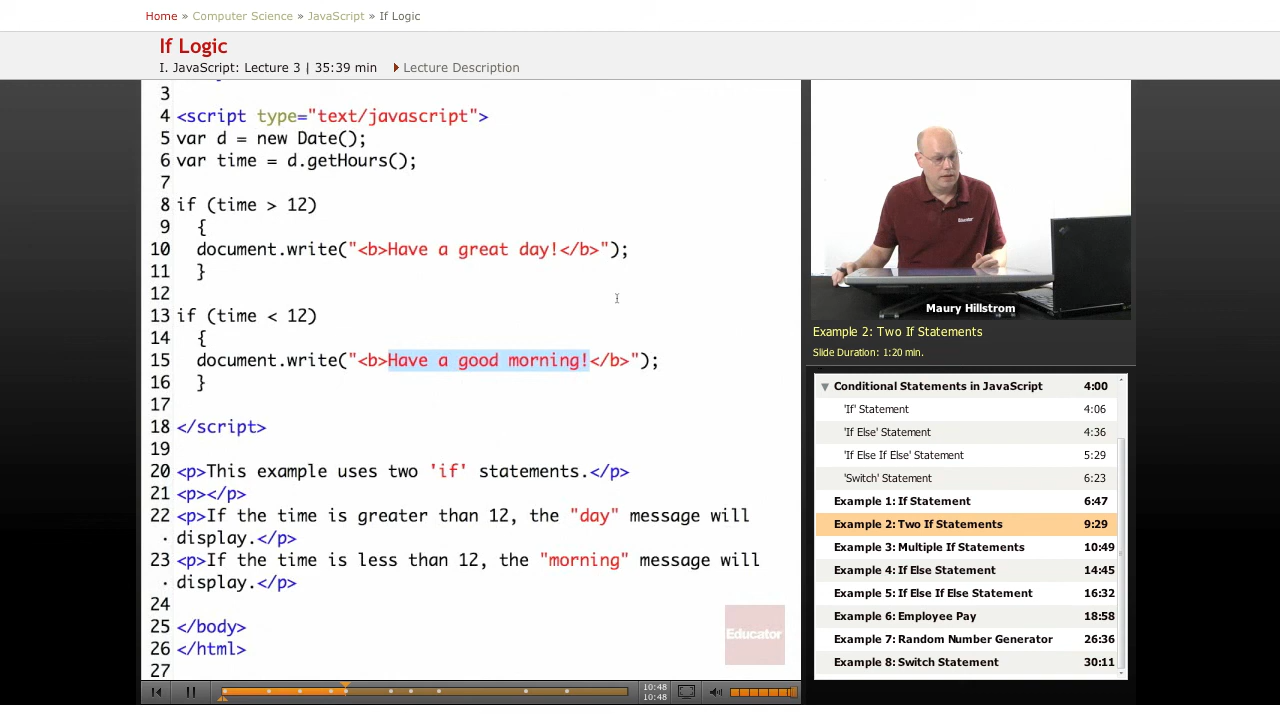 Home » Computer Science » JavaScript » If Logic
If Logic
I. JavaScript: Lecture 3 | 35:39 min
Lecture Description
3
4 <script type="text/javascript">
5 var d = new Date();
6 var time = d.getHours();
7
8 if (time > 12)
9 {
10 document.write("<b>Have a great day!</b>");
11 }
12
13 if (time < 12)
14 {
15 document.write("<b>Have a good morning!</b>");
16 }
17
18 </script>
19
20 <p>This example uses two 'if' statements.</p>
21 <p></p>
22 <p>If the time is greater than 12, the "day" message will
· display.</p>
23 <p>If the time is less than 12, the "morning" message will
· display.</p>
24
25 </body>
26 </html>
27
Educator
10:48
10:48
Educator
Maury Hillstrom
Example 2: Two If Statements
Slide Duration: 1:20 min.
Conditional Statements in JavaScript 4:00
'If' Statement 4:06
'If Else' Statement 4:36
'If Else If Else' Statement 5:29
'Switch' Statement 6:23
Example 1: If Statement 6:47
Example 2: Two If Statements 9:29
Example 3: Multiple If Statements 10:49
Example 4: If Else Statement 14:45
Example 5: If Else If Else Statement 16:32
Example 6: Employee Pay 18:58
Example 7: Random Number Generator 26:36
Example 8: Switch Statement 30:11